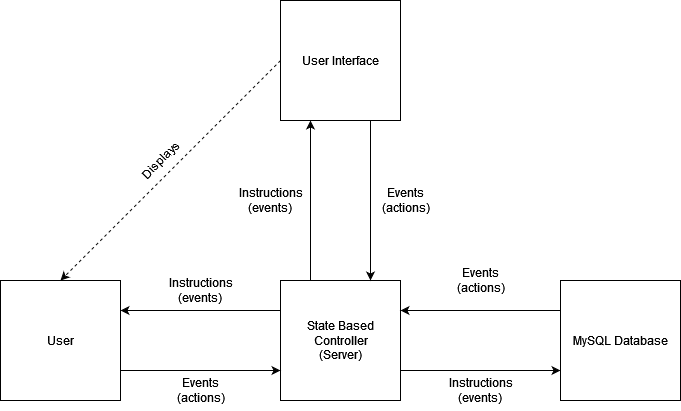 User Interface
Displays
Instructions
(events)
Events
(actions)
Instructions
(events)
Events
(actions)
User
State Based
Controller
(Server)
MySQL Database
Events
(actions)
Instructions
(events)